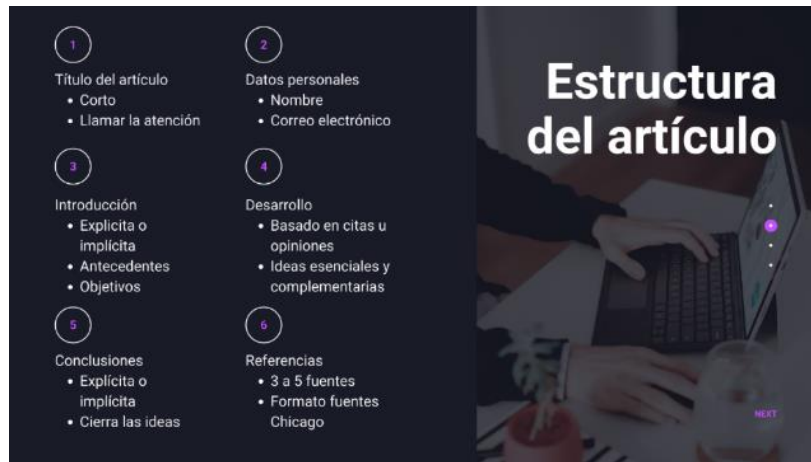 1
Título del artículo
• Corto
• Llamar la atención
2
Datos personales
• Nombre
• Correo electrónico
3
Introducción
• Explicita o
implícita
• Antecedentes
• Objetivos
4
Desarrollo
• Basado en citas u
opiniones
• Ideas esenciales y
complementarias
5
Conclusiones
• Explícita o
implícita
• Cierra las ideas
6
Referencias
• 3 a 5 fuentes
• Formato fuentes
Chicago
Estructura
del artículo
NEXT